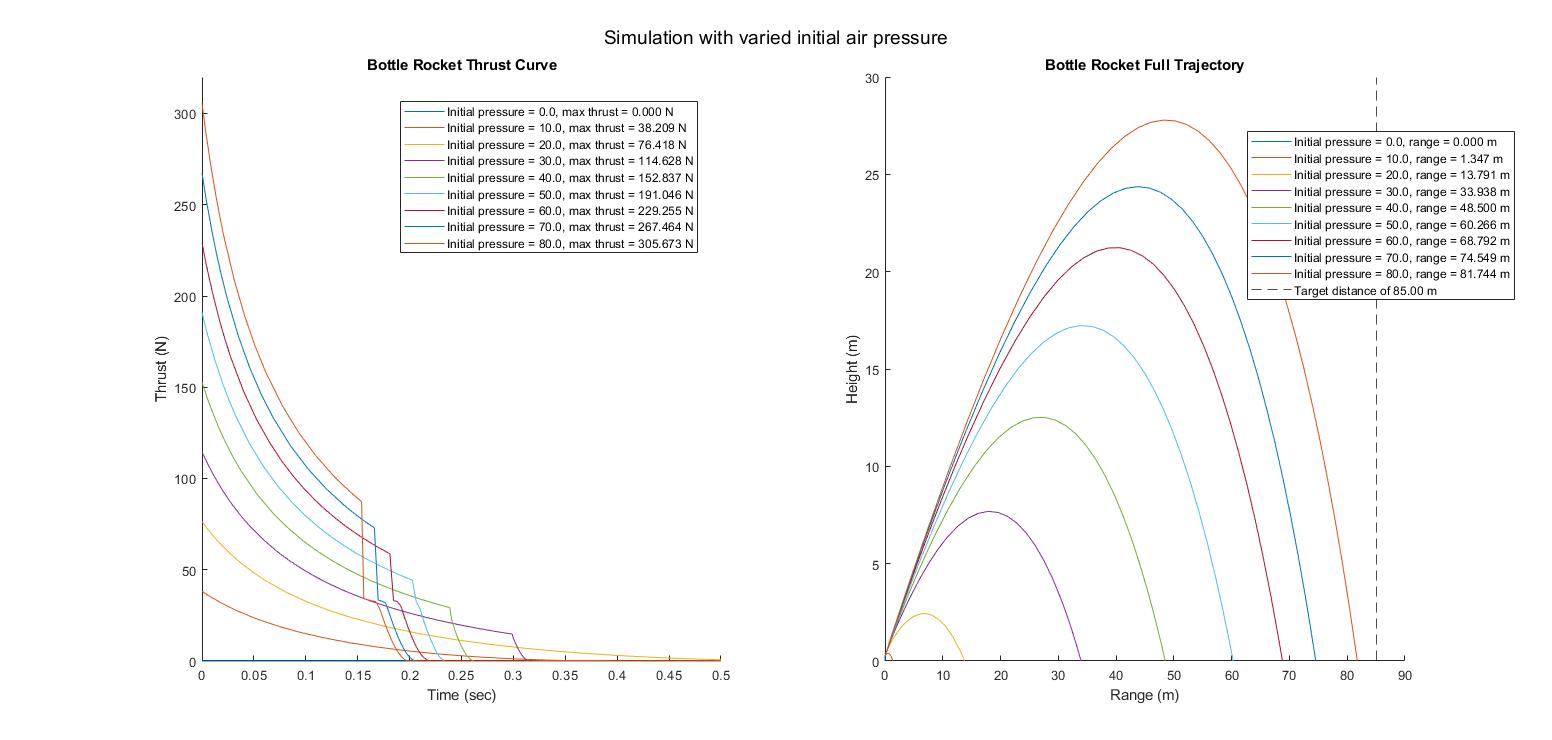 Simulation with varied initial air pressure
Bottle Rocket Thrust Curve
Thrust (N)
300
250
200
150
100
50
0
0 0.05 0.1 0.15 0.2 0.25 0.3 0.35 0.4 0.45 0.5
Time (sec)
Initial pressure = 0.0, max thrust = 0.000 N
Initial pressure = 10.0, max thrust = 38.209 N
Initial pressure = 20.0, max thrust = 76.418 N
Initial pressure = 30.0, max thrust = 114.628 N
Initial pressure = 40.0, max thrust = 152.837 N
Initial pressure = 50.0, max thrust = 191.046 N
Initial pressure = 60.0, max thrust = 229.255 N
Initial pressure = 70.0, max thrust = 267.464 N
Initial pressure = 80.0, max thrust = 305.673 N
Bottle Rocket Full Trajectory
Height (m)
30
25
20
15
10
5
0
0 10 20 30 40 50 60 70 80 90
Range (m)
Initial pressure = 0.0, range = 0.000 m
Initial pressure = 10.0, range = 1.347 m
Initial pressure = 20.0, range = 13.791 m
Initial pressure = 30.0, range = 33.938 m
Initial pressure = 40.0, range = 48.500 m
Initial pressure = 50.0, range = 60.266 m
Initial pressure = 60.0, range = 68.792 m
Initial pressure = 70.0, range = 74.549 m
Initial pressure = 80.0, range = 81.744 m
Target distance of 85.00 m